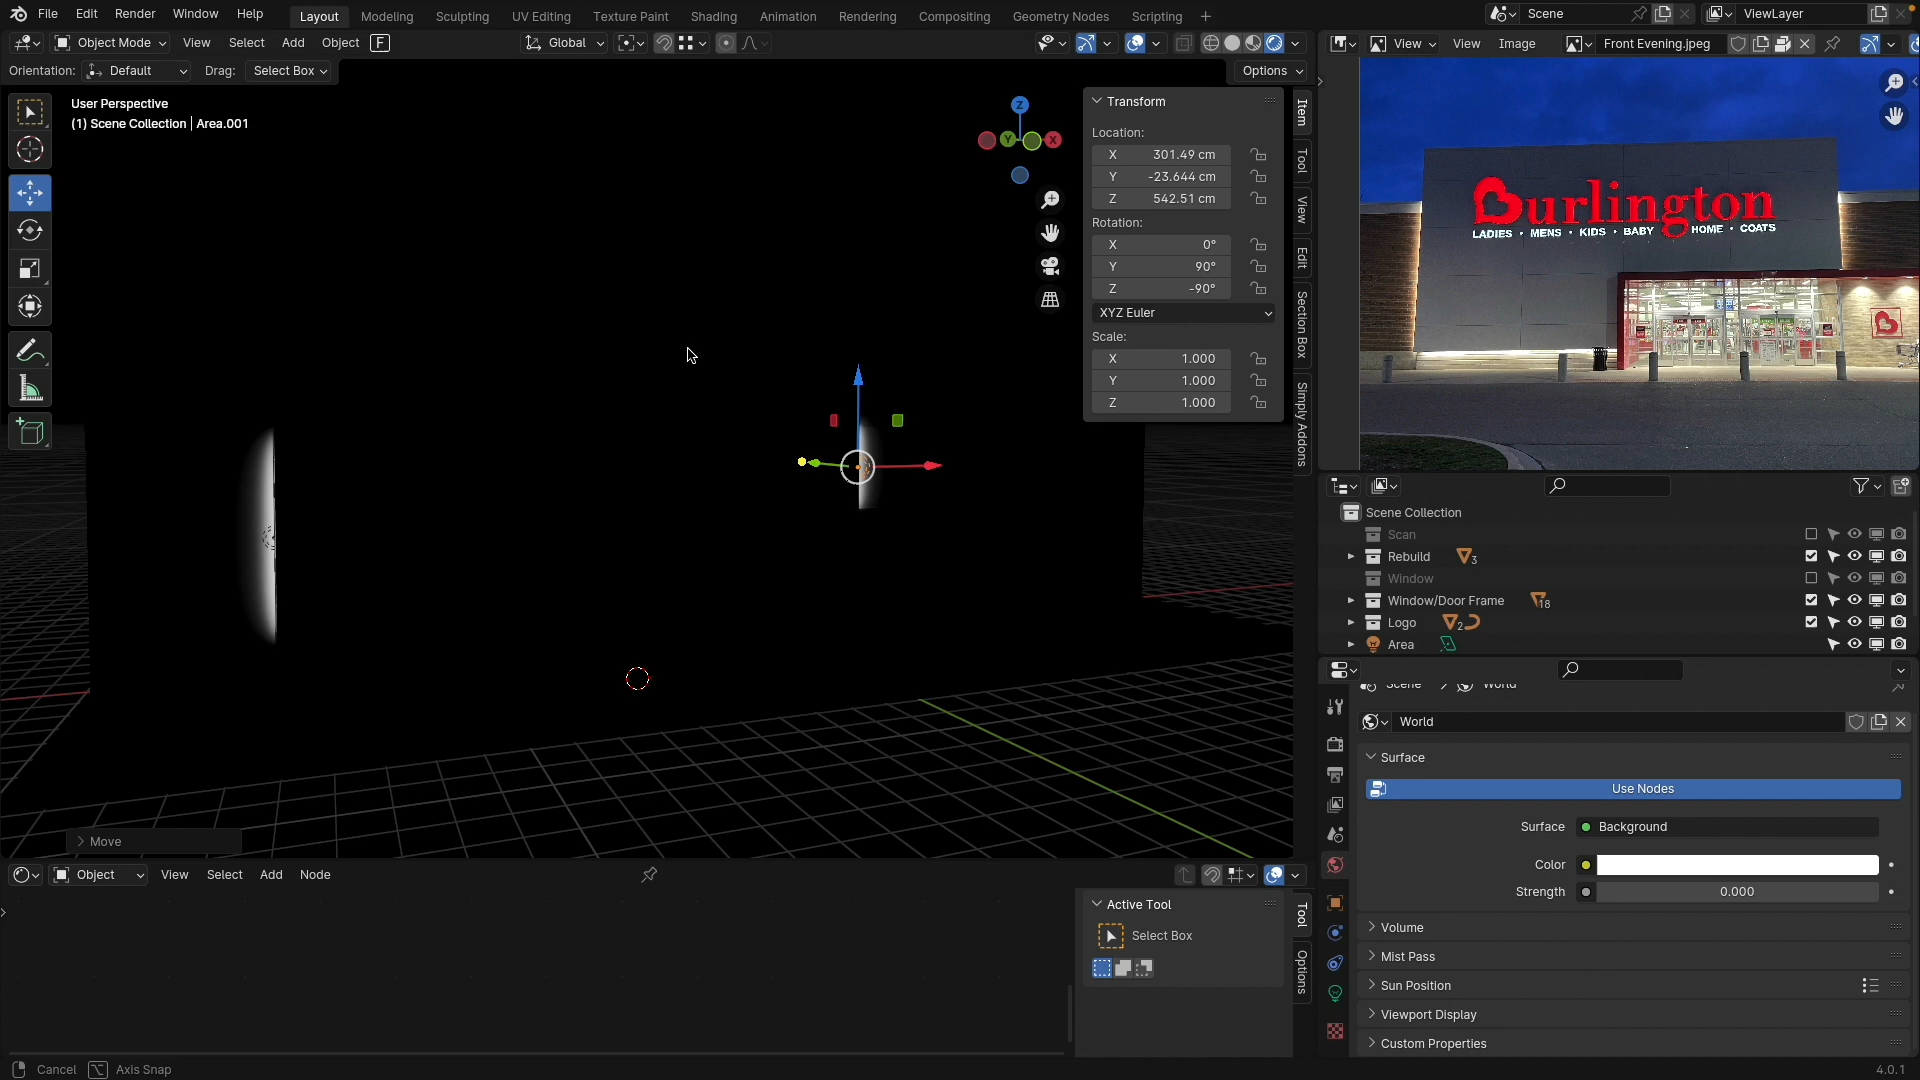 File Edit Render Window Help Layout Modeling Sculpting UV Editing Texture Paint Shading Animation Rendering Compositing Geometry Nodes Scripting + Scene ViewLayer
Object Mode View Select Add Object F Global View View Image Front Evening.jpeg
Orientation: Default Drag: Select Box Options
User Perspective
(1) Scene Collection | Area.001
Z
Y
X
Transform
Location:
X 301.49 cm
Y -23.644 cm
Z 542.51 cm
Rotation:
X 0°
Y 90°
Z -90°
XYZ Euler
Scale:
X 1.000
Y 1.000
Z 1.000
Item
Tool
View
Edit
Section Box
Simply Addons
Burlington
LADIES • MENS • KIDS • BABY HOME • COATS
Scene Collection
Scan
Rebuild 3
Window
Window/Door Frame 18
Logo 2
Area
Scene World
World
Surface
Use Nodes
Surface Background
Color
Strength 0.000
Volume
Mist Pass
Sun Position
Viewport Display
Custom Properties
Move
Object View Select Add Node
Active Tool
Select Box
Tool
Options
Cancel Axis Snap 4.0.1